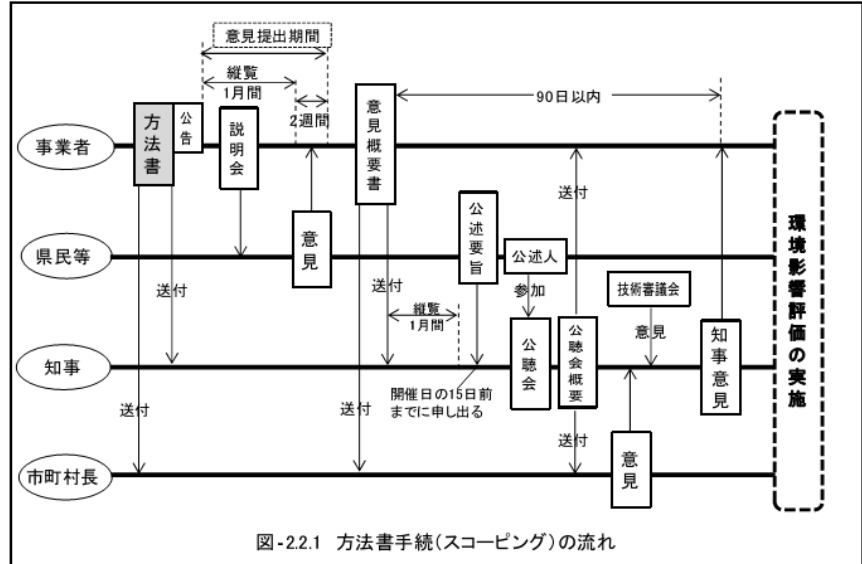 意見提出期間
縦覧
1月間
2週間
90日以内
事業者
方法書
公告
説明会
意見概要書
送付
県民等
意見
公述要旨
公述人
参加
技術審議会
意見
送付
送付
縦覧
1月間
知事
公聴会
公聴会概要
知事意見
開催日の15日前
までに申し出る
送付
送付
送付
市町村長
意見
環境影響評価の実施
図-2.2.1 方法書手続(スコーピング)の流れ